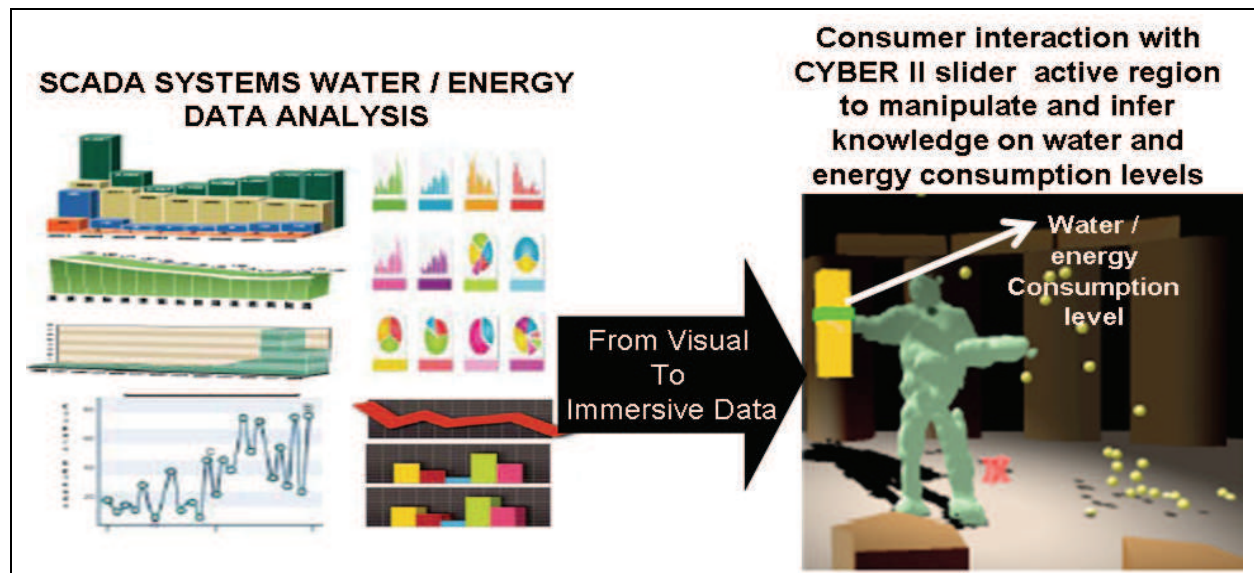 SCADA SYSTEMS WATER / ENERGY
DATA ANALYSIS
From Visual
To
Immersive Data
Consumer interaction with
CYBER II slider active region
to manipulate and infer
knowledge on water and
energy consumption levels
Water /
energy
Consumption
level